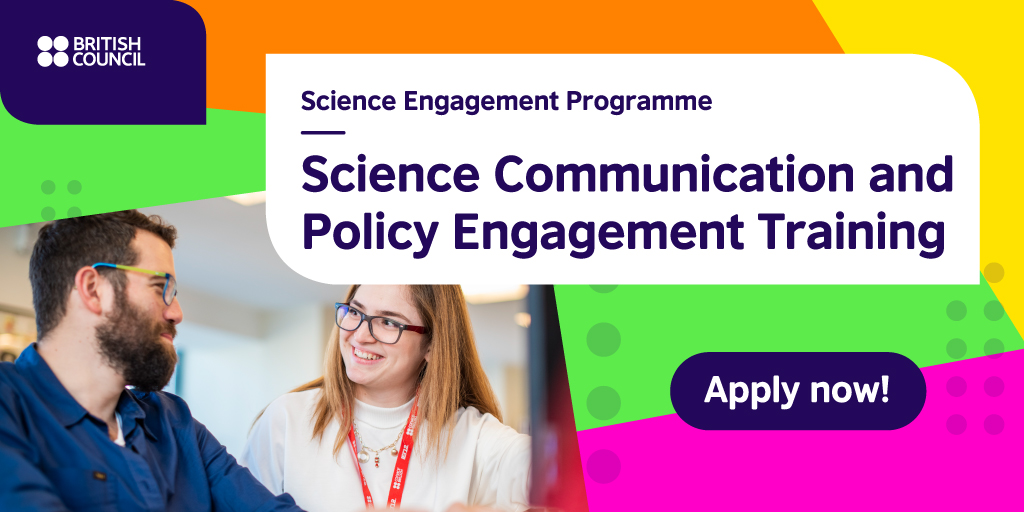 BRITISH
COUNCIL
Science Engagement Programme
Science Communication and
Policy Engagement Training
Apply now!